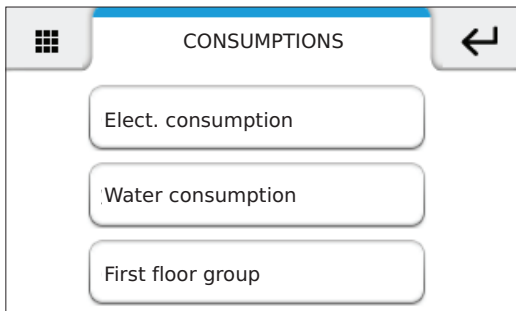 CONSUMPTIONS
Elect. consumption
Water consumption
First floor group